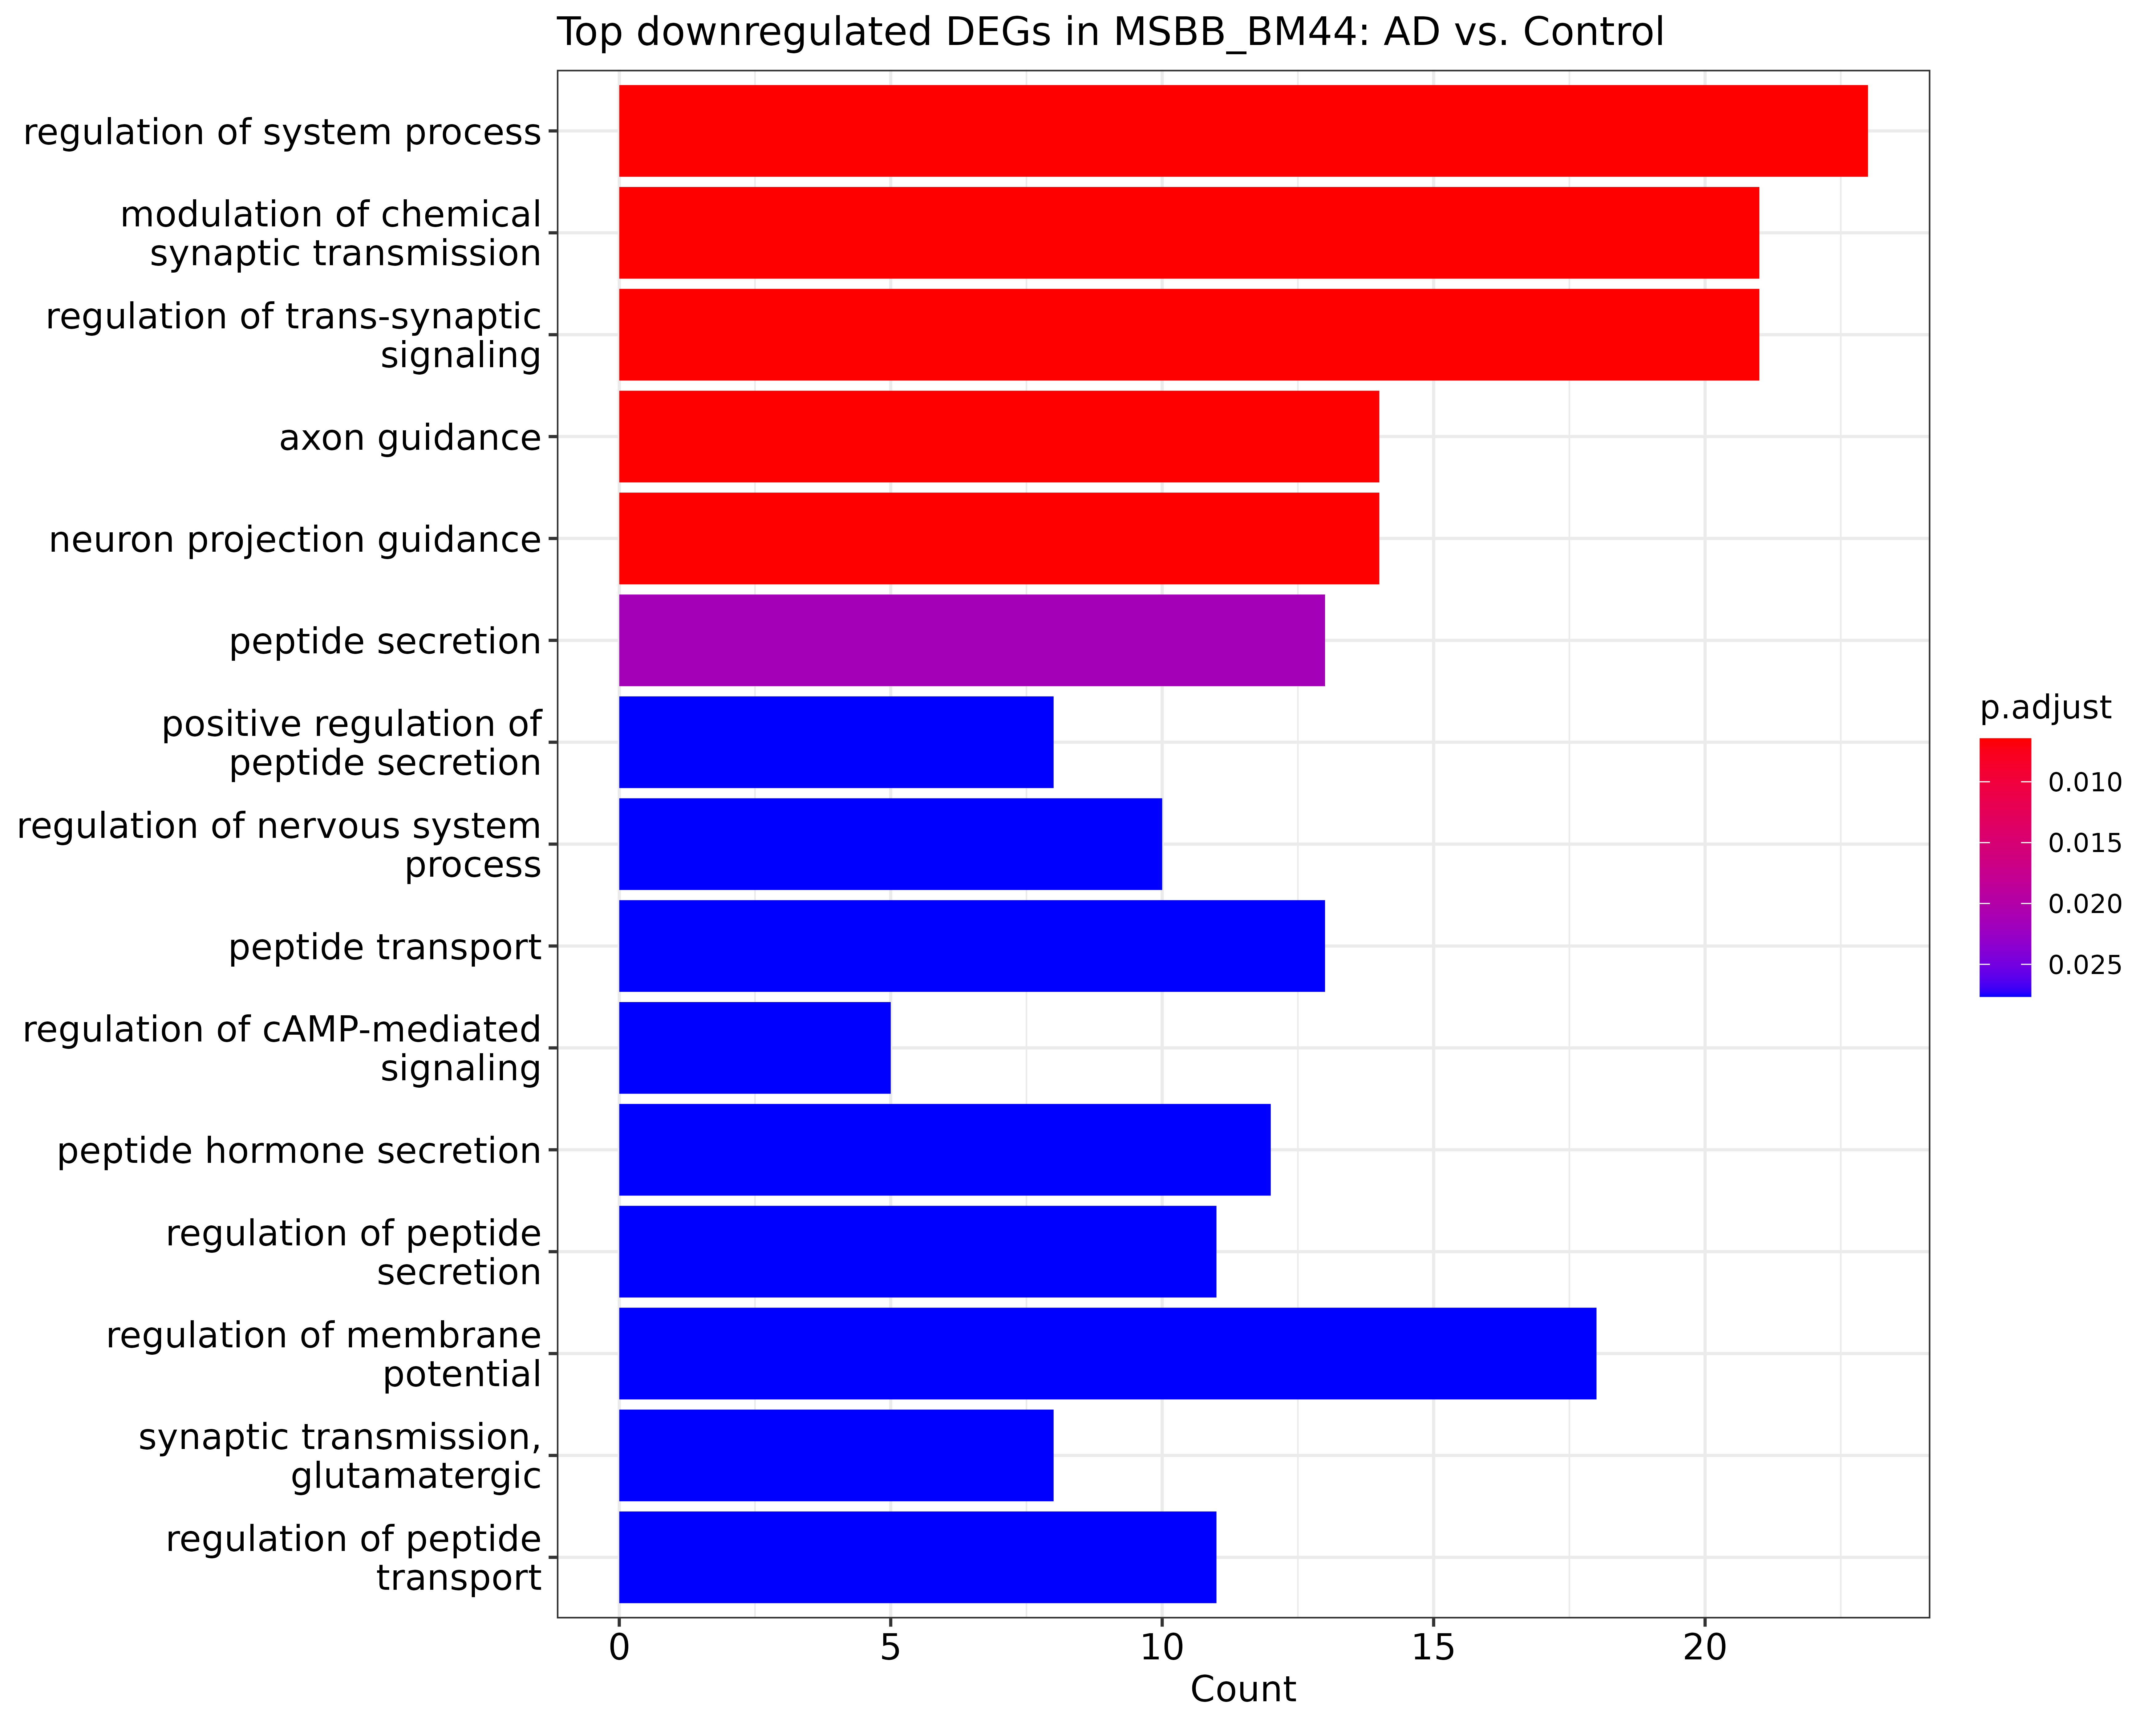 Top downregulated DEGs in MSBB_BM44: AD vs. Control
regulation of system process
modulation of chemical
synaptic transmission
regulation of trans-synaptic
signaling
axon guidance
neuron projection guidance
peptide secretion
positive regulation of
peptide secretion
regulation of nervous system
process
peptide transport
regulation of cAMP-mediated
signaling
peptide hormone secretion
regulation of peptide
secretion
regulation of membrane
potential
synaptic transmission,
glutamatergic
regulation of peptide
transport
0 5 10 15 20
Count
p.adjust
0.010
0.015
0.020
0.025